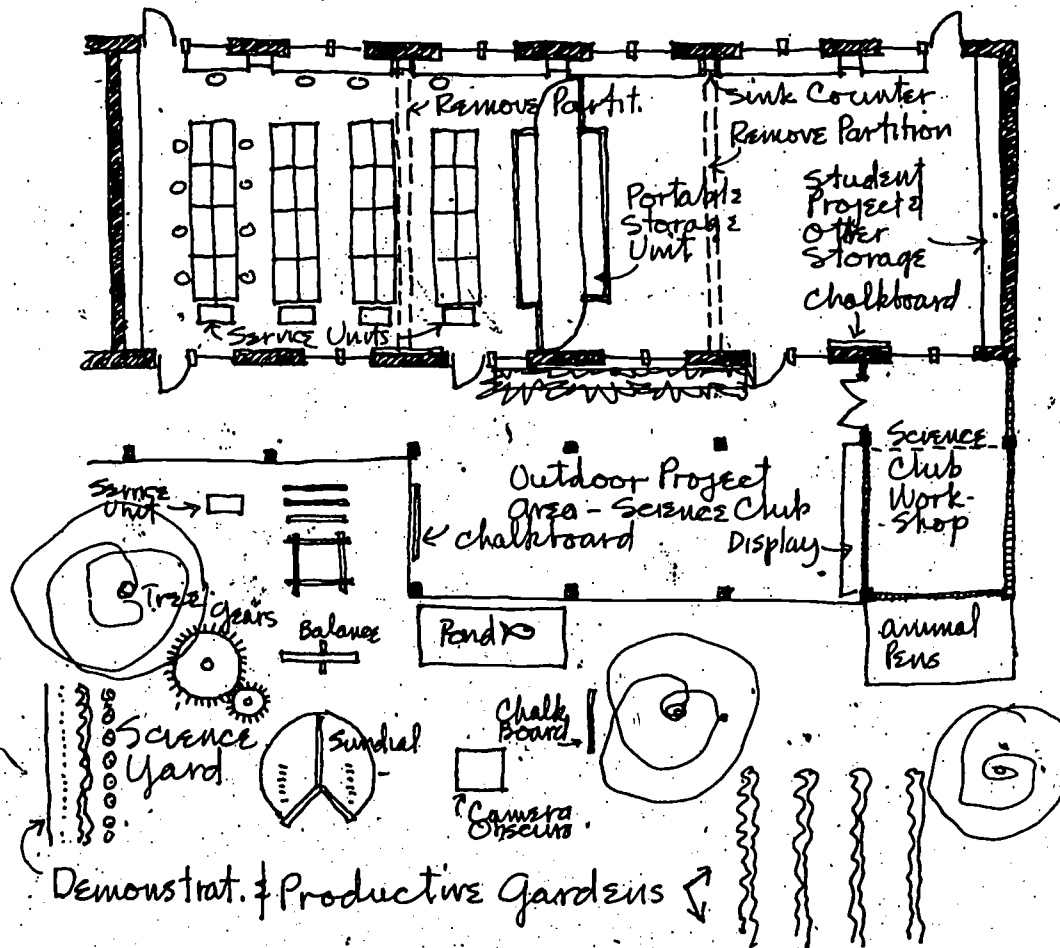 Remove Partit.
Sink Counter
Remove Partition
Portable
Storage
Unit
Student
Project &
Other
Storage
Chalkboard
Service Units
Science
Club
Work-
Shop
Outdoor Project
Area - Science Club
Display
Chalkboard
Service
Unit
Tree
Gears
Balance
Pond
Animal
Pens
Science
Yard
Sundial
Chalk
Board
Camera
Obscura
Demonstrat. & Productive Gardens